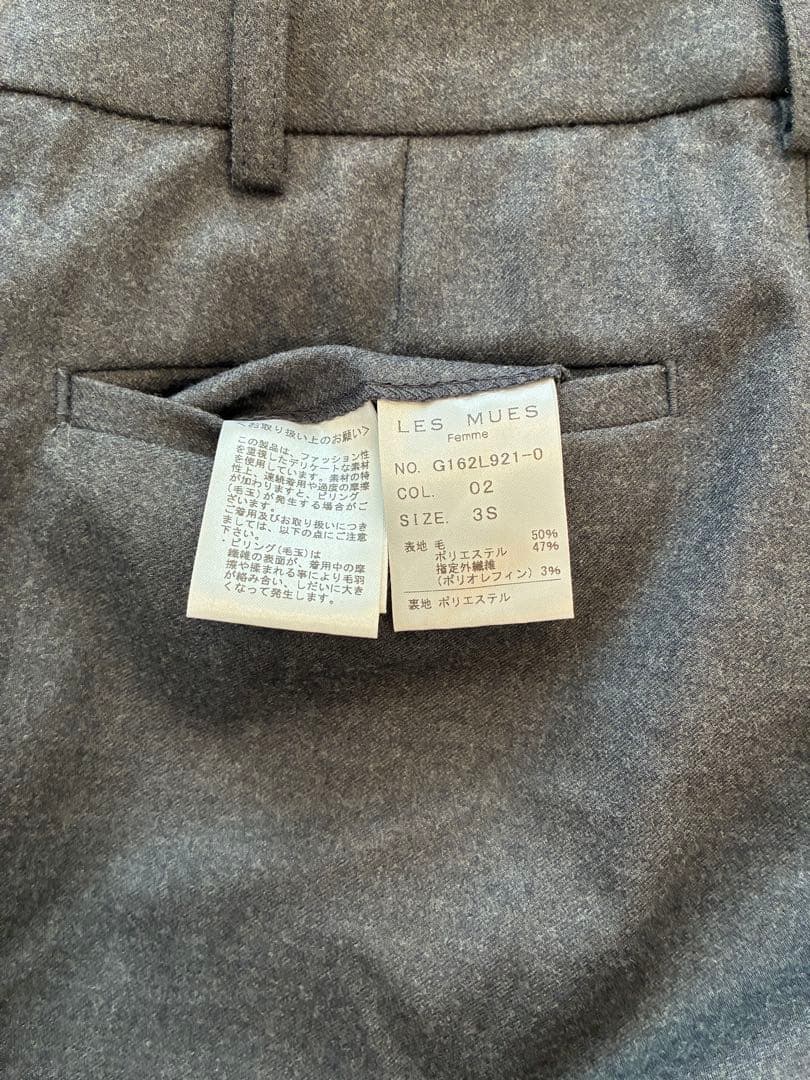 ＜お取り扱い上のお願い＞
この製品は、ファッション性
を重視したデリケートな素材
を使用しています。素材の特
性上、連続着用や過度の摩擦
が加わりますと、ピリング
(毛玉)が発生する場合がご
ざいます。
ご着用及びお取り扱いにつき
ましては、以下の点にご注意
下さい。
・ピリング(毛玉)は
繊維の表面が、着用中の摩
擦や揉まれる事により毛羽
が絡み合い、しだいに大き
くなって発生します。
LES MUES
Femme
NO. G162L921-0
COL. 02
SIZE. 3S
表地 毛 50%
ポリエステル 47%
指定外繊維
(ポリオレフィン) 3%
裏地 ポリエステル